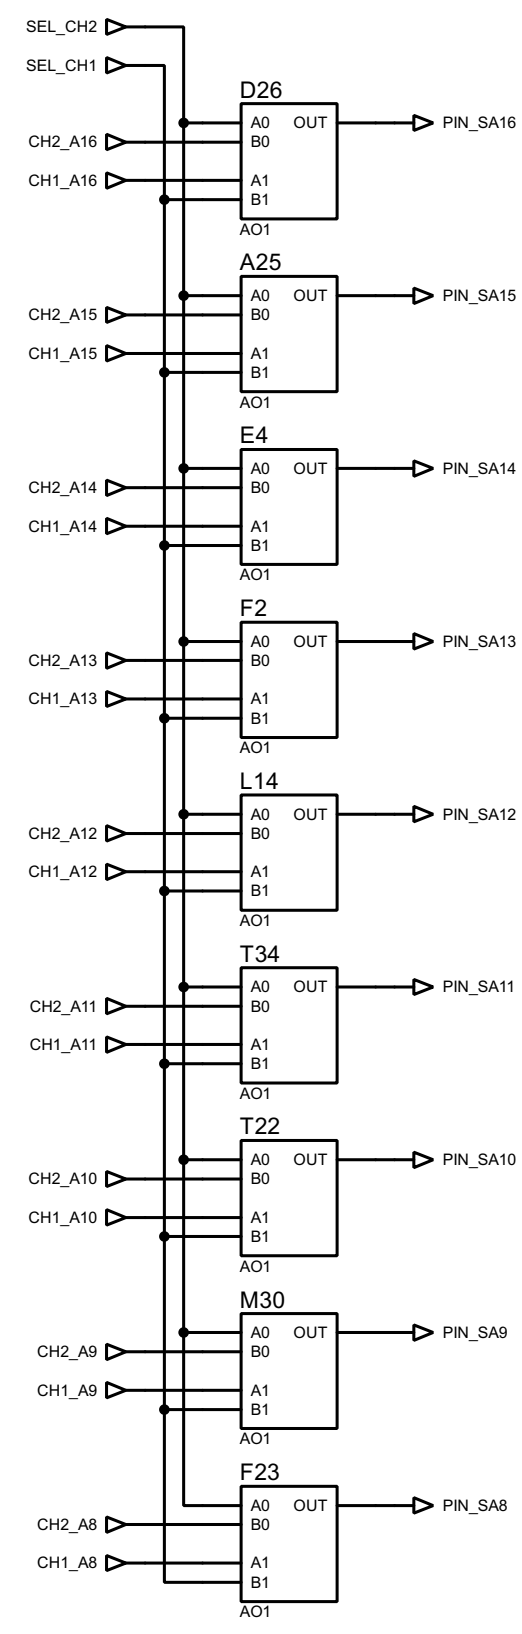 SEL_CH2
SEL_CH1
D26
A0 OUT PIN_SA16
CH2_A16 B0
CH1_A16 A1
B1
AO1
A25
A0 OUT PIN_SA15
CH2_A15 B0
CH1_A15 A1
B1
AO1
E4
A0 OUT PIN_SA14
CH2_A14 B0
CH1_A14 A1
B1
AO1
F2
A0 OUT PIN_SA13
CH2_A13 B0
CH1_A13 A1
B1
AO1
L14
A0 OUT PIN_SA12
CH2_A12 B0
CH1_A12 A1
B1
AO1
T34
A0 OUT PIN_SA11
CH2_A11 B0
CH1_A11 A1
B1
AO1
T22
A0 OUT PIN_SA10
CH2_A10 B0
CH1_A10 A1
B1
AO1
M30
A0 OUT PIN_SA9
CH2_A9 B0
CH1_A9 A1
B1
AO1
F23
A0 OUT PIN_SA8
CH2_A8 B0
CH1_A8 A1
B1
AO1